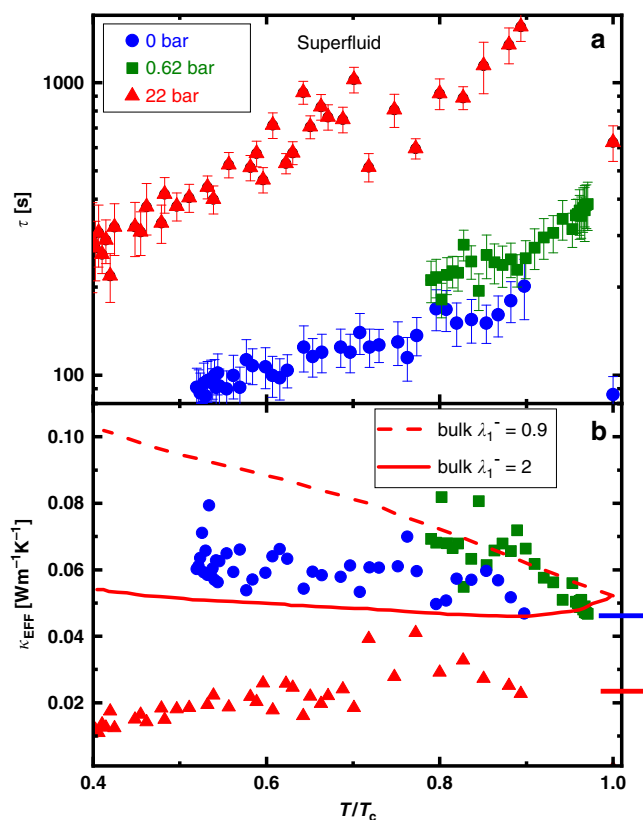 Superfluid
a
0 bar
0.62 bar
22 bar
1000
100
τ [s]
b
bulk λ₁⁻ = 0.9
bulk λ₁⁻ = 2
0.10
0.08
0.06
0.04
0.02
κEFF [Wm⁻¹K⁻¹]
0.4 0.6 0.8 1.0
T/Tc